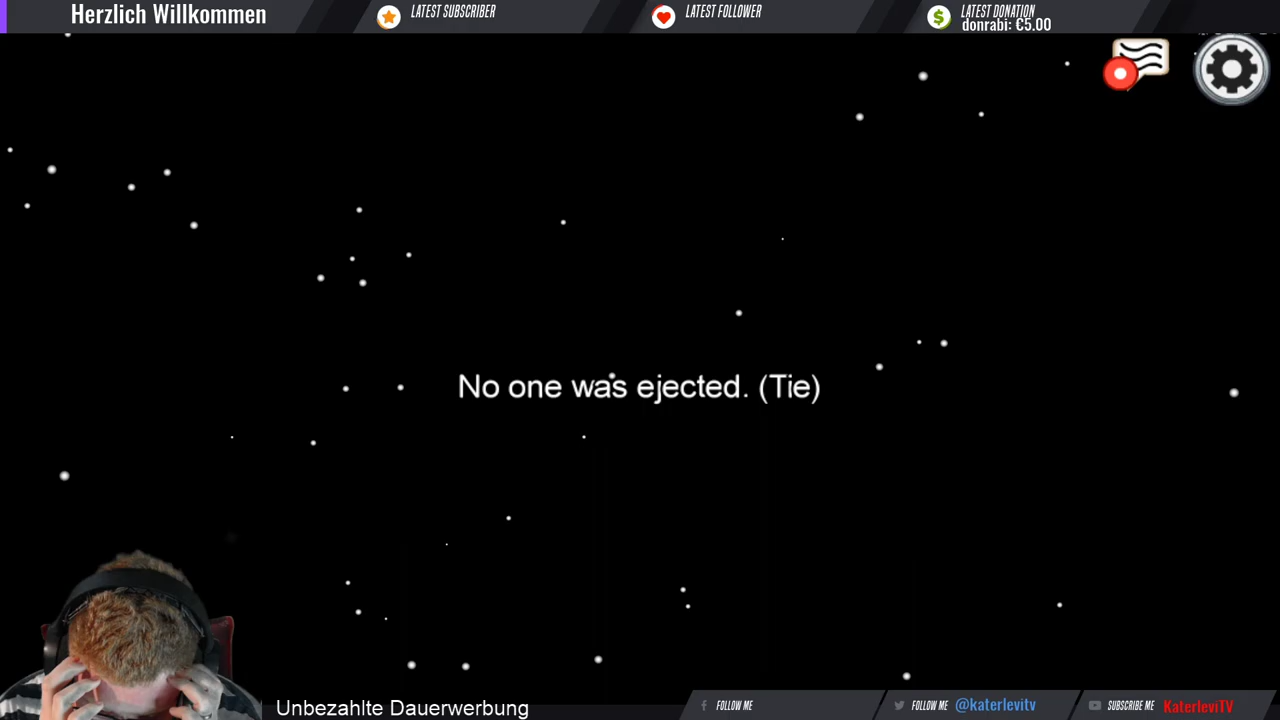 Herzlich Willkommen
LATEST SUBSCRIBER
LATEST FOLLOWER
LATEST DONATION
donrabi: €5.00
No one was ejected. (Tie)
Unbezahlte Dauerwerbung
FOLLOW ME
FOLLOW ME @katerlevitv
SUBSCRIBE ME KaterleviTV